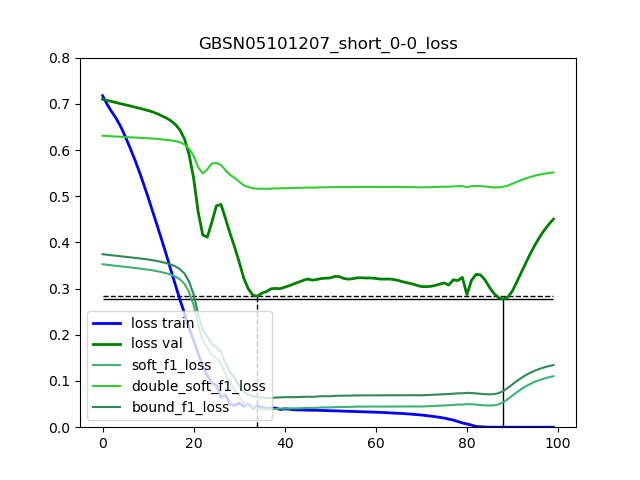 GBSN05101207_short_0-0_loss
0.8
0.7
0.6
0.5
0.4
0.3
0.2
0.1
0.0
loss train
loss val
soft_f1_loss
double_soft_f1_loss
bound_f1_loss
0 20 40 60 80 100